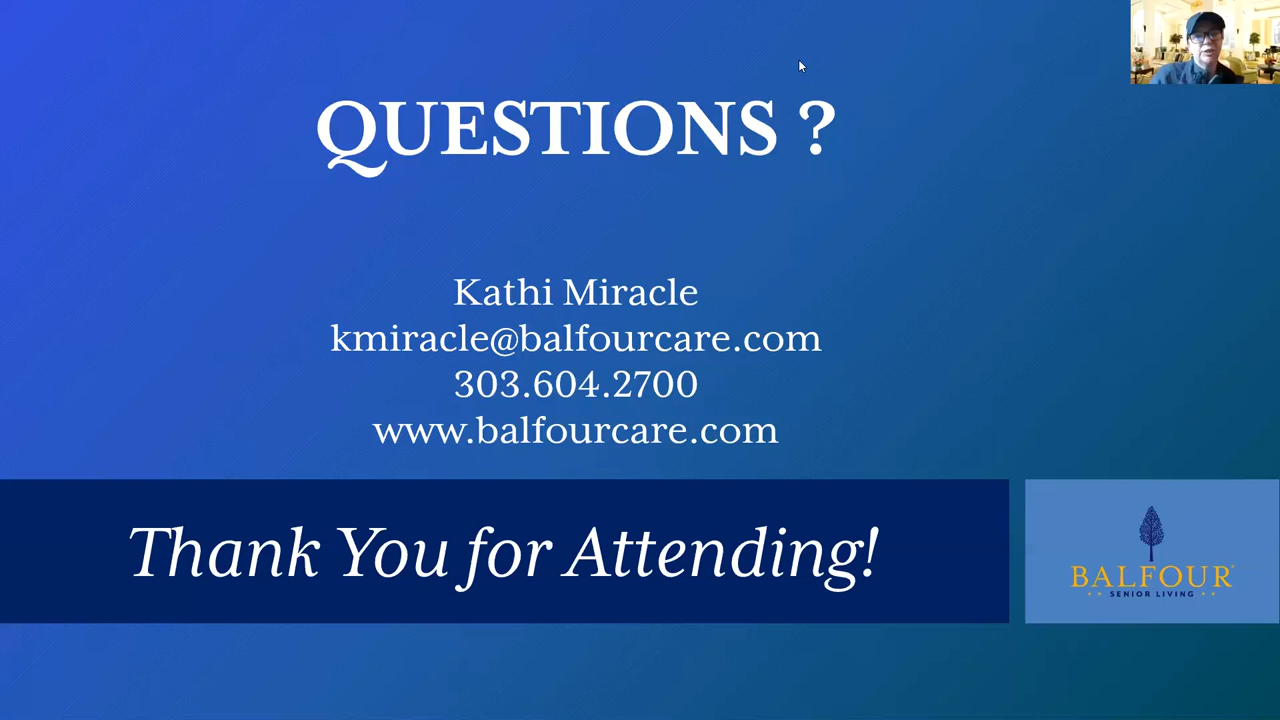 QUESTIONS ?
Kathi Miracle
kmiracle@balfourcare.com
303.604.2700
www.balfourcare.com
Thank You for Attending!
BALFOUR
SENIOR LIVING